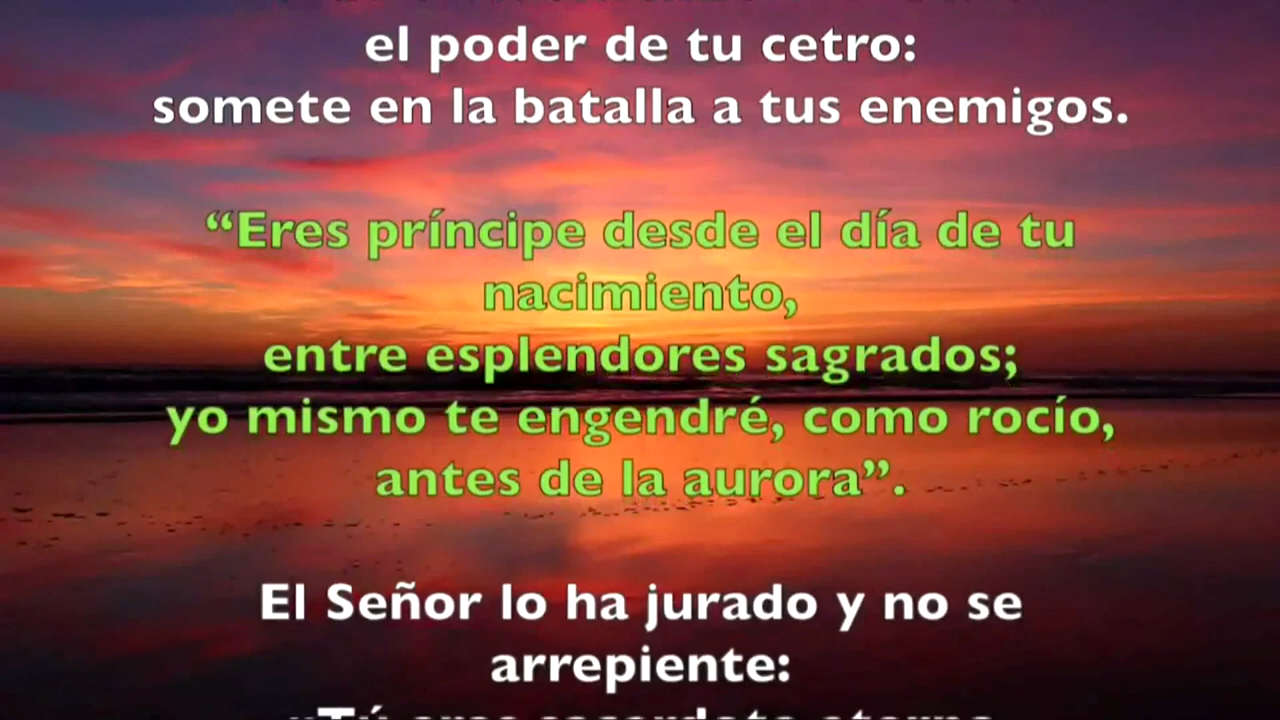 el poder de tu cetro:
somete en la batalla a tus enemigos.
“Eres príncipe desde el día de tu
nacimiento,
entre esplendores sagrados;
yo mismo te engendré, como rocío,
antes de la aurora”.
El Señor lo ha jurado y no se
arrepiente: